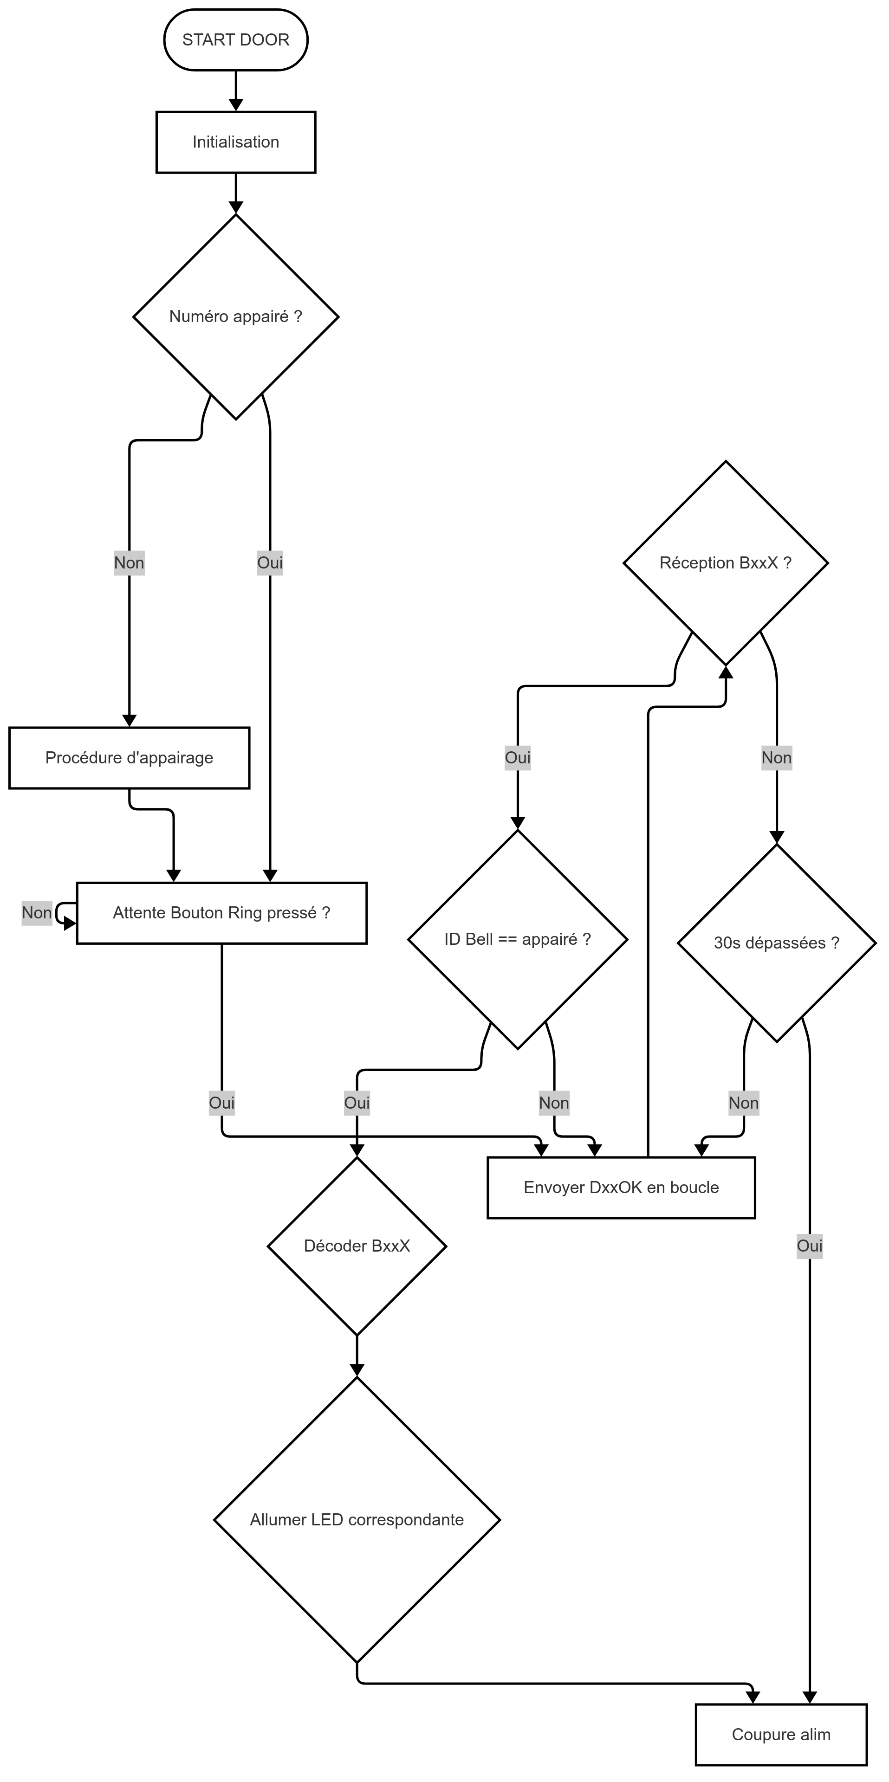 START DOOR
Initialisation
Numéro appairé ?
Non
Oui
Réception BxxX ?
Procédure d'appairage
Oui
Non
Non
Attente Bouton Ring pressé ?
ID Bell == appairé ?
30s dépassées ?
Oui
Oui
Non
Non
Envoyer DxxOK en boucle
Décoder BxxX
Oui
Allumer LED correspondante
Coupure alim